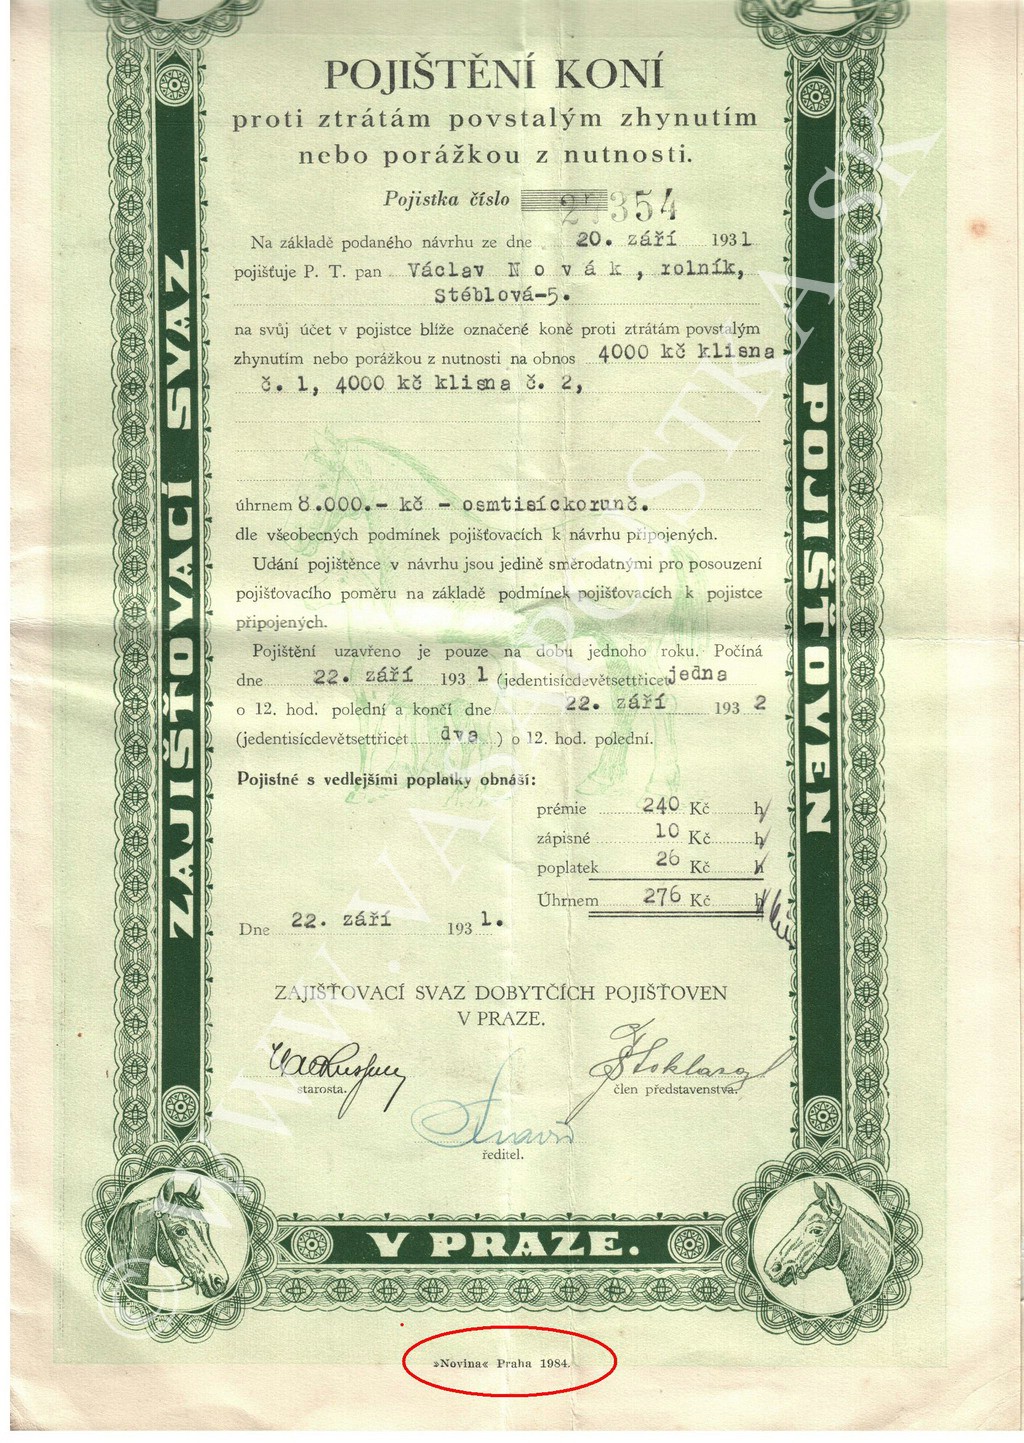 POJIŠTĚNÍ KONÍ
proti ztrátám povstalým zhynutím
nebo porážkou z nutnosti.
Pojistka číslo 354
Na základě podaného návrhu ze dne 20. září 1931
pojišťuje P. T. pan Václav Novák, rolník,
Stéblová-5.
na svůj účet v pojistce blíže označené koně proti ztrátám povstalým
zhynutím nebo porážkou z nutnosti na obnos 4000 kč klisna
č. 1, 4000 kč klisna č. 2,
úhrnem 8.000.- kč - osmtisíckorunč.
dle všeobecných podmínek pojišťovacích k návrhu připojených.
Udání pojištěnce v návrhu jsou jedině směrodatnými pro posouzení
pojišťovacího poměru na základě podmínek pojišťovacích k pojistce
připojených.
Pojištění uzavřeno je pouze na dobu jednoho roku. Počíná
dne 22. září 1931 (jedentisícdevětsettřicet jedna
o 12. hod. polední a končí dne 22. září 1932
(jedentisícdevětsettřicet dva ) o 12. hod. polední.
Pojistné s vedlejšími poplatky obnáší:
prémie 240 Kč h
zápisné 10 Kč h
poplatek 26 Kč h
Úhrnem 276 Kč h
Dne 22. září 1931.
ZAJIŠŤOVACÍ SVAZ DOBYTČÍCH POJIŠŤOVEN
V PRAZE.
starosta.
člen představenstva.
ředitel.
ZAJIŠŤOVACÍ SVAZ
POJIŠŤOVEN
V PRAZE.
»Novina« Praha 1984.
© WWW.VASAPOSTKA.SK